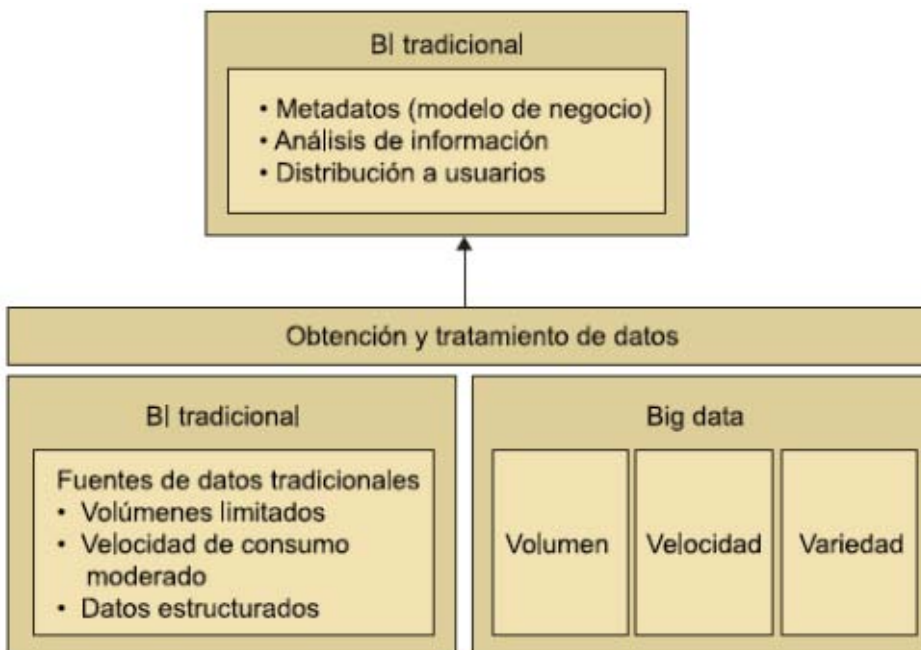 BI tradicional
• Metadatos (modelo de negocio)
• Análisis de información
• Distribución a usuarios
Obtención y tratamiento de datos
BI tradicional
Fuentes de datos tradicionales
• Volúmenes limitados
• Velocidad de consumo
moderado
• Datos estructurados
Big data
Volumen
Velocidad
Variedad